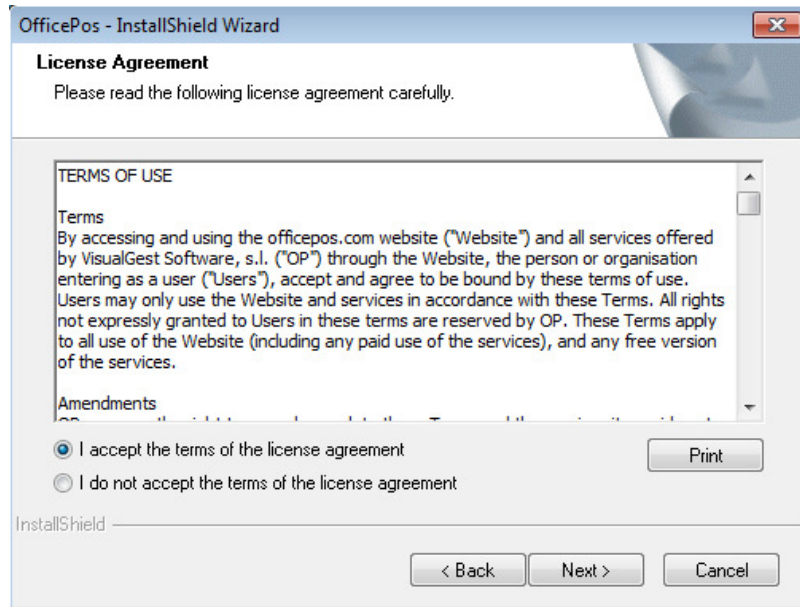 OfficePos - InstallShield Wizard
License Agreement
Please read the following license agreement carefully.
TERMS OF USE
Terms
By accessing and using the officepos.com website ("Website") and all services offered
by VisualGest Software, s.l. ("OP") through the Website, the person or organisation
entering as a user ("Users"), accept and agree to be bound by these terms of use.
Users may only use the Website and services in accordance with these Terms. All rights
not expressly granted to Users in these terms are reserved by OP. These Terms apply
to all use of the Website (including any paid use of the services), and any free version
of the services.
Amendments
I accept the terms of the license agreement
Print
I do not accept the terms of the license agreement
InstallShield
< Back
Next >
Cancel